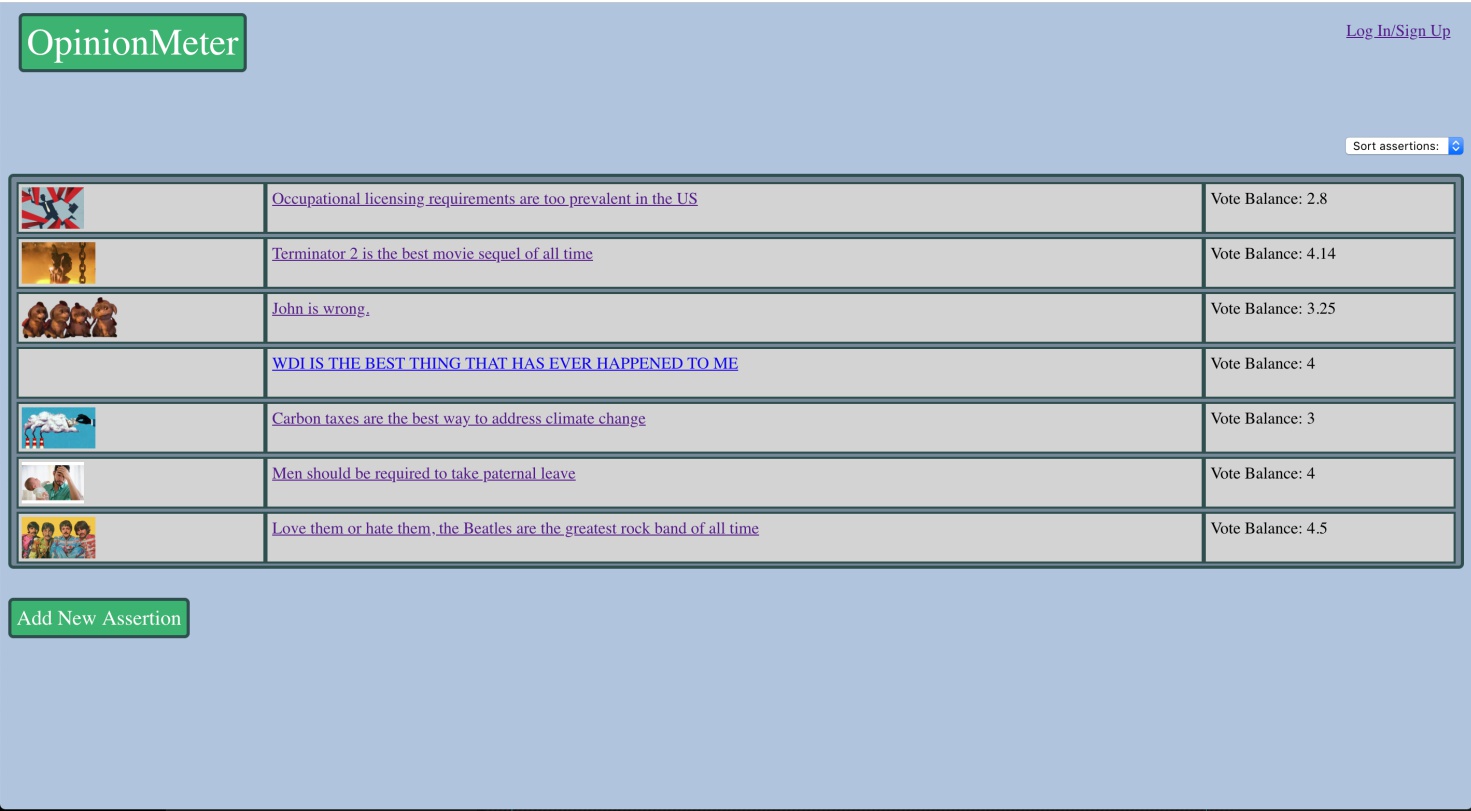 OpinionMeter
Log In/Sign Up
Sort assertions:
Occupational licensing requirements are too prevalent in the US
Vote Balance: 2.8
Terminator 2 is the best movie sequel of all time
Vote Balance: 4.14
John is wrong.
Vote Balance: 3.25
WDI IS THE BEST THING THAT HAS EVER HAPPENED TO ME
Vote Balance: 4
Carbon taxes are the best way to address climate change
Vote Balance: 3
Men should be required to take paternal leave
Vote Balance: 4
Love them or hate them, the Beatles are the greatest rock band of all time
Vote Balance: 4.5
Add New Assertion